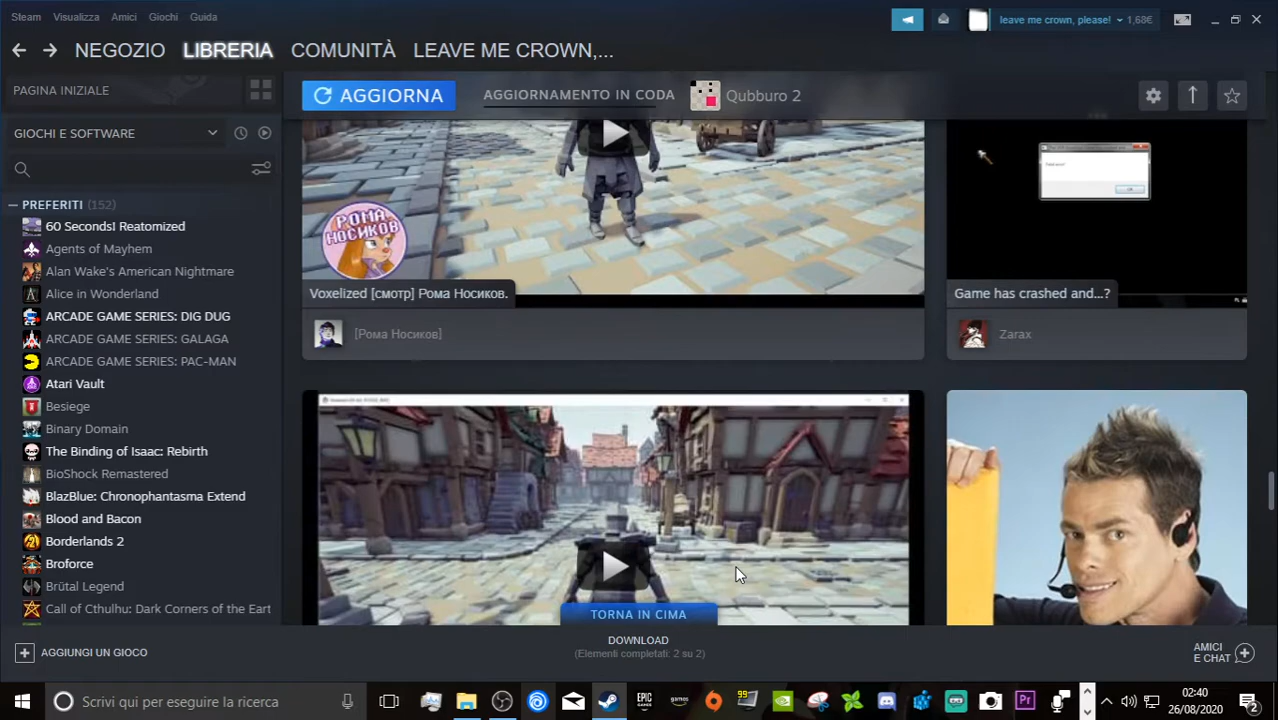 Steam Visualizza Amici Giochi Guida
leave me crown, please! 1,68€
NEGOZIO LIBRERIA COMUNITÀ LEAVE ME CROWN,...
PAGINA INIZIALE
AGGIORNA AGGIORNAMENTO IN CODA Qubburo 2
GIOCHI E SOFTWARE
PREFERITI (152)
60 Seconds! Reatomized
Agents of Mayhem
Alan Wake's American Nightmare
Alice in Wonderland
ARCADE GAME SERIES: DIG DUG
ARCADE GAME SERIES: GALAGA
ARCADE GAME SERIES: PAC-MAN
Atari Vault
Besiege
Binary Domain
The Binding of Isaac: Rebirth
BioShock Remastered
BlazBlue: Chronophantasma Extend
Blood and Bacon
Borderlands 2
Broforce
Brütal Legend
Call of Cthulhu: Dark Corners of the Eart
РОМА
НОСИКОВ
Voxelized [смотр] Рома Носиков.
[Рома Носиков]
Game has crashed and...?
Zarax
TORNA IN CIMA
AGGIUNGI UN GIOCO
DOWNLOAD
(Elementi completati: 2 su 2)
AMICI
E CHAT
Scrivi qui per eseguire la ricerca
EPIC
GAMES
games
99
Pr
02:40
26/08/2020
2